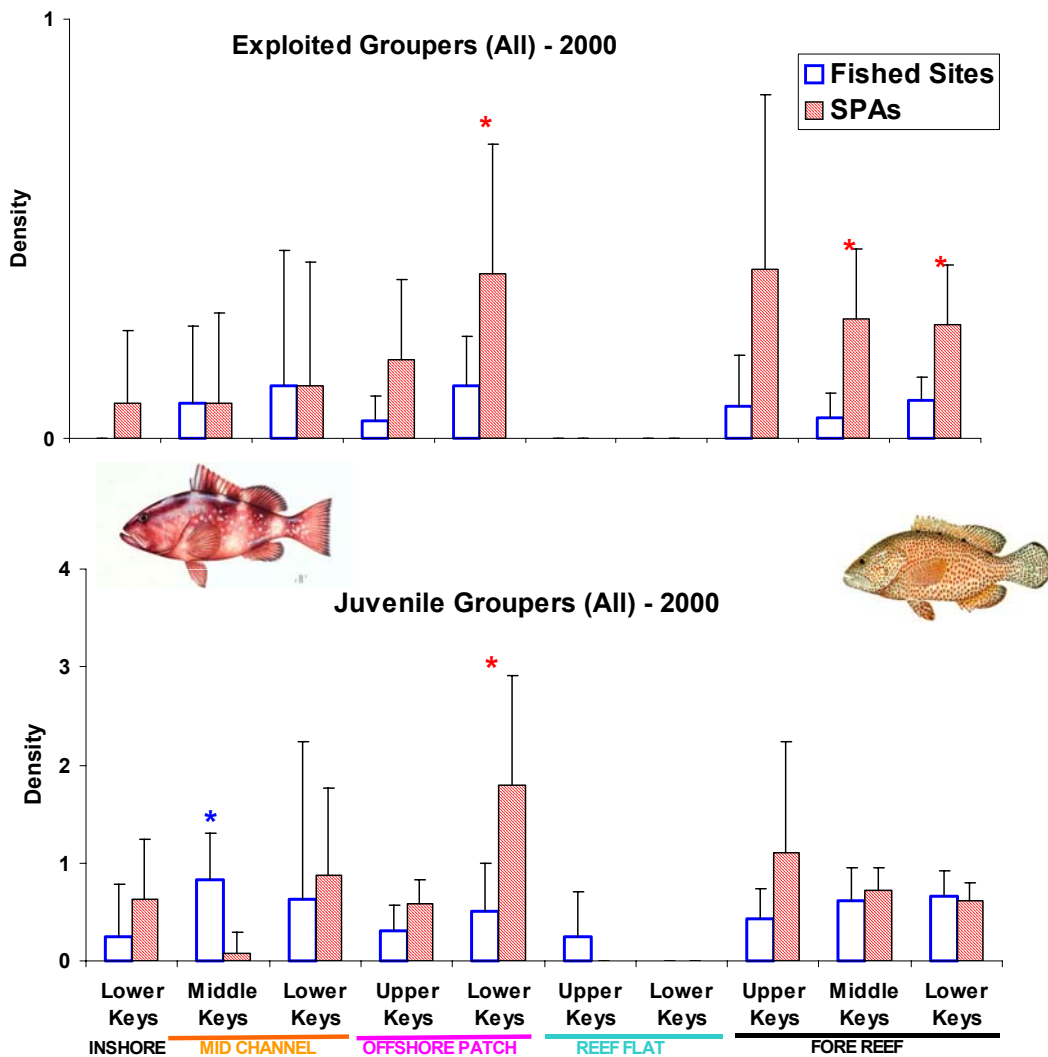 1
Exploited Groupers (All) - 2000
Fished Sites
SPAs
*
*
*
Density
0
4
Juvenile Groupers (All) - 2000
3
*
2
Density
*
1
0
Lower Keys Middle Keys Lower Keys Upper Keys Lower Keys Upper Keys Lower Keys Upper Keys Middle Keys Lower Keys
INSHORE MID CHANNEL OFFSHORE PATCH REEF FLAT FORE REEF